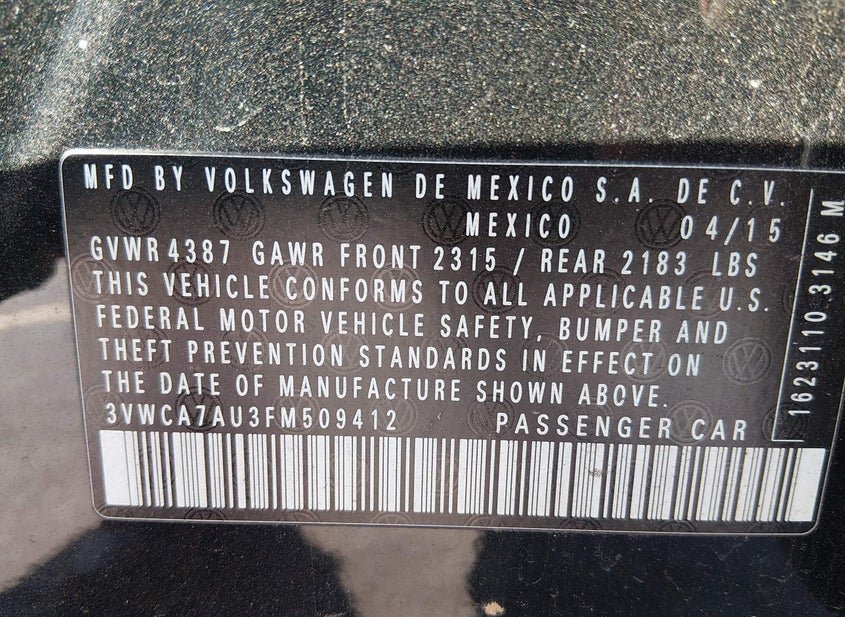 MFD BY VOLKSWAGEN DE MEXICO S.A. DE C.V.
MEXICO 04/15
GVWR 4387 GAWR FRONT 2315 / REAR 2183 LBS
THIS VEHICLE CONFORMS TO ALL APPLICABLE U.S.
FEDERAL MOTOR VEHICLE SAFETY, BUMPER AND
THEFT PREVENTION STANDARDS IN EFFECT ON
THE DATE OF MANUFACTURE SHOWN ABOVE.
3VWCA7AU3FM509412 PASSENGER CAR
1623110 3146 M